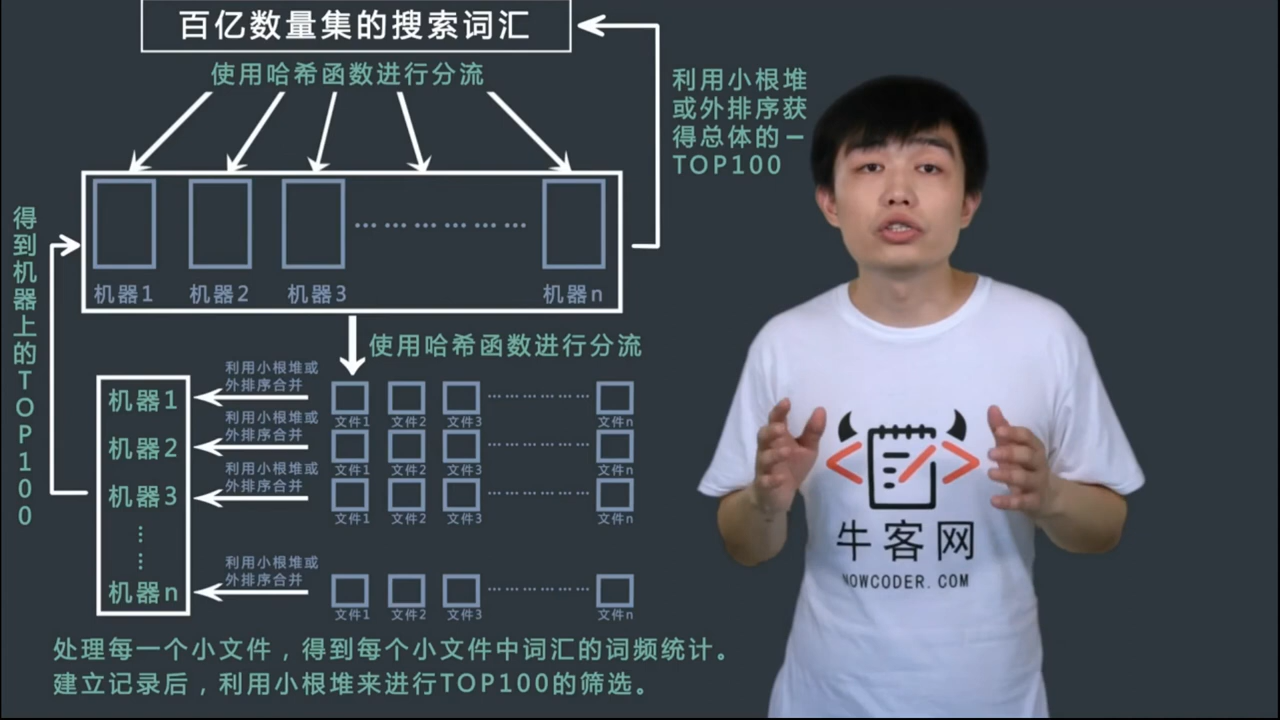 百亿数量集的搜索词汇
使用哈希函数进行分流
利用小根堆
或外排序获
得总体的一
TOP100
机器1
机器2
机器3
………………
机器n
得到机器上的TOP100
使用哈希函数进行分流
机器1
利用小根堆或
外排序合并
文件1
文件2
文件3
………………
文件n
机器2
利用小根堆或
外排序合并
文件1
文件2
文件3
………………
文件n
机器3
利用小根堆或
外排序合并
文件1
文件2
文件3
………………
文件n
……
机器n
利用小根堆或
外排序合并
文件1
文件2
文件3
………………
文件n
处理每一个小文件，得到每个小文件中词汇的词频统计。
建立记录后，利用小根堆来进行TOP100的筛选。
牛客网
NOWCODER.COM